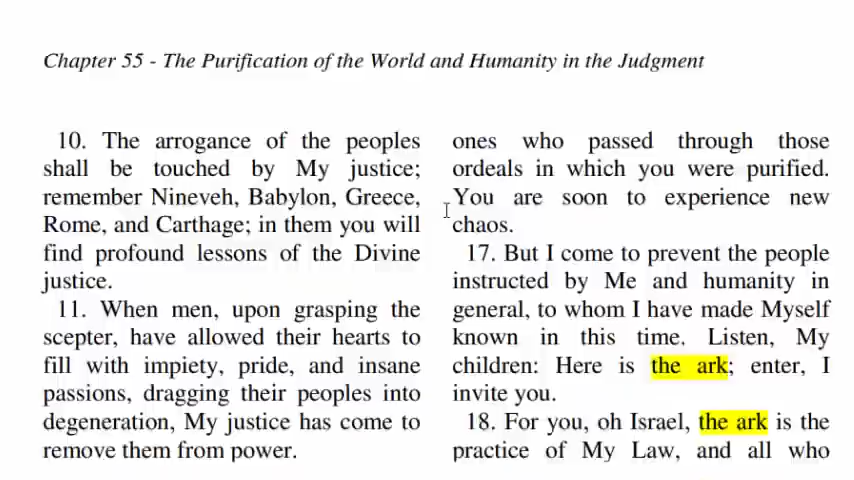 Chapter 55 - The Purification of the World and Humanity in the Judgment
10. The arrogance of the peoples
shall be touched by My justice;
remember Nineveh, Babylon, Greece,
Rome, and Carthage; in them you will
find profound lessons of the Divine
justice.
11. When men, upon grasping the
scepter, have allowed their hearts to
fill with impiety, pride, and insane
passions, dragging their peoples into
degeneration, My justice has come to
remove them from power.
ones who passed through those
ordeals in which you were purified.
You are soon to experience new
chaos.
17. But I come to prevent the people
instructed by Me and humanity in
general, to whom I have made Myself
known in this time. Listen, My
children: Here is the ark; enter, I
invite you.
18. For you, oh Israel, the ark is the
practice of My Law, and all who